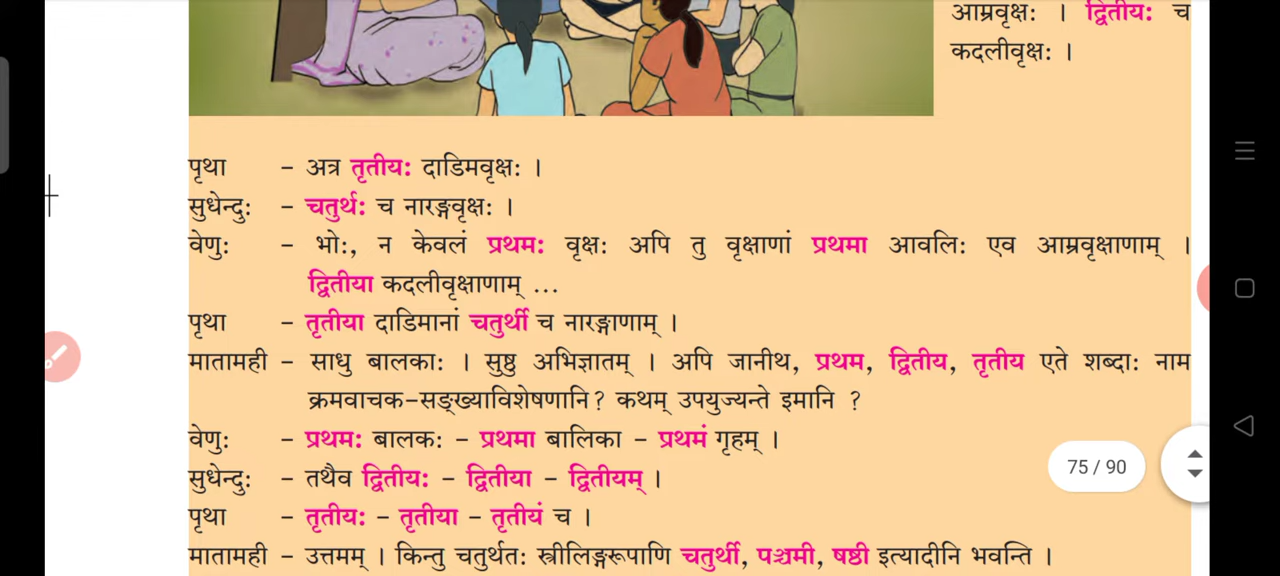 आम्रवृक्षः । द्वितीयः च
कदलीवृक्षः ।
पृथा – अत्र तृतीयः दाडिमवृक्षः ।
सुधेन्दुः – चतुर्थः च नारङ्गवृक्षः ।
वेणुः – भोः, न केवलं प्रथमः वृक्षः अपि तु वृक्षाणां प्रथमा आवलिः एव आम्रवृक्षाणाम् ।
द्वितीया कदलीवृक्षाणाम् ...
पृथा – तृतीया दाडिमानां चतुर्थी च नारङ्गाणाम् ।
मातामही – साधु बालकाः । सुष्ठु अभिज्ञातम् । अपि जानीथ, प्रथम, द्वितीय, तृतीय एते शब्दाः नाम
क्रमवाचक-सङ्ख्याविशेषणानि? कथम् उपयुज्यन्ते इमानि ?
वेणुः – प्रथमः बालकः – प्रथमा बालिका – प्रथमं गृहम् ।
सुधेन्दुः – तथैव द्वितीयः – द्वितीया – द्वितीयम् ।
पृथा – तृतीयः – तृतीया – तृतीयं च ।
मातामही – उत्तमम् । किन्तु चतुर्थतः स्त्रीलिङ्गरूपाणि चतुर्थी, पञ्चमी, षष्ठी इत्यादीनि भवन्ति ।
75 / 90